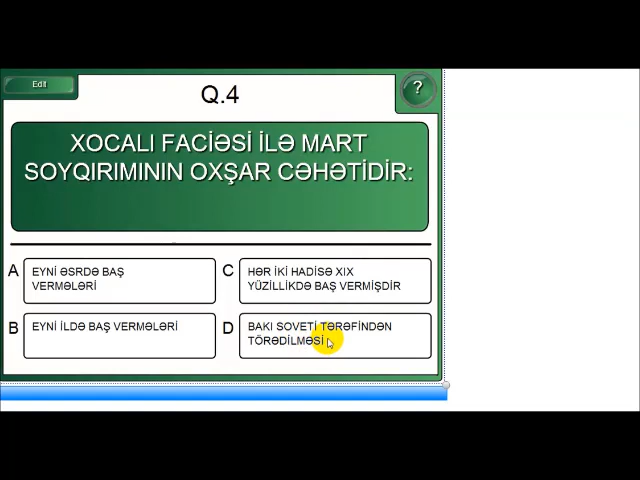 Edit
Q.4
?
XOCALI FACİƏSİ İLƏ MART
SOYQIRIMININ OXŞAR CƏHƏTİDİR:
A
EYNİ ƏSRDƏ BAŞ
VERMƏLƏRİ
B
EYNİ İLDƏ BAŞ VERMƏLƏRİ
C
HƏR İKİ HADİSƏ XIX
YÜZİLLİKDƏ BAŞ VERMİŞDİR
D
BAKI SOVETİ TƏRƏFİNDƏN
TÖRƏDİLMƏSİ